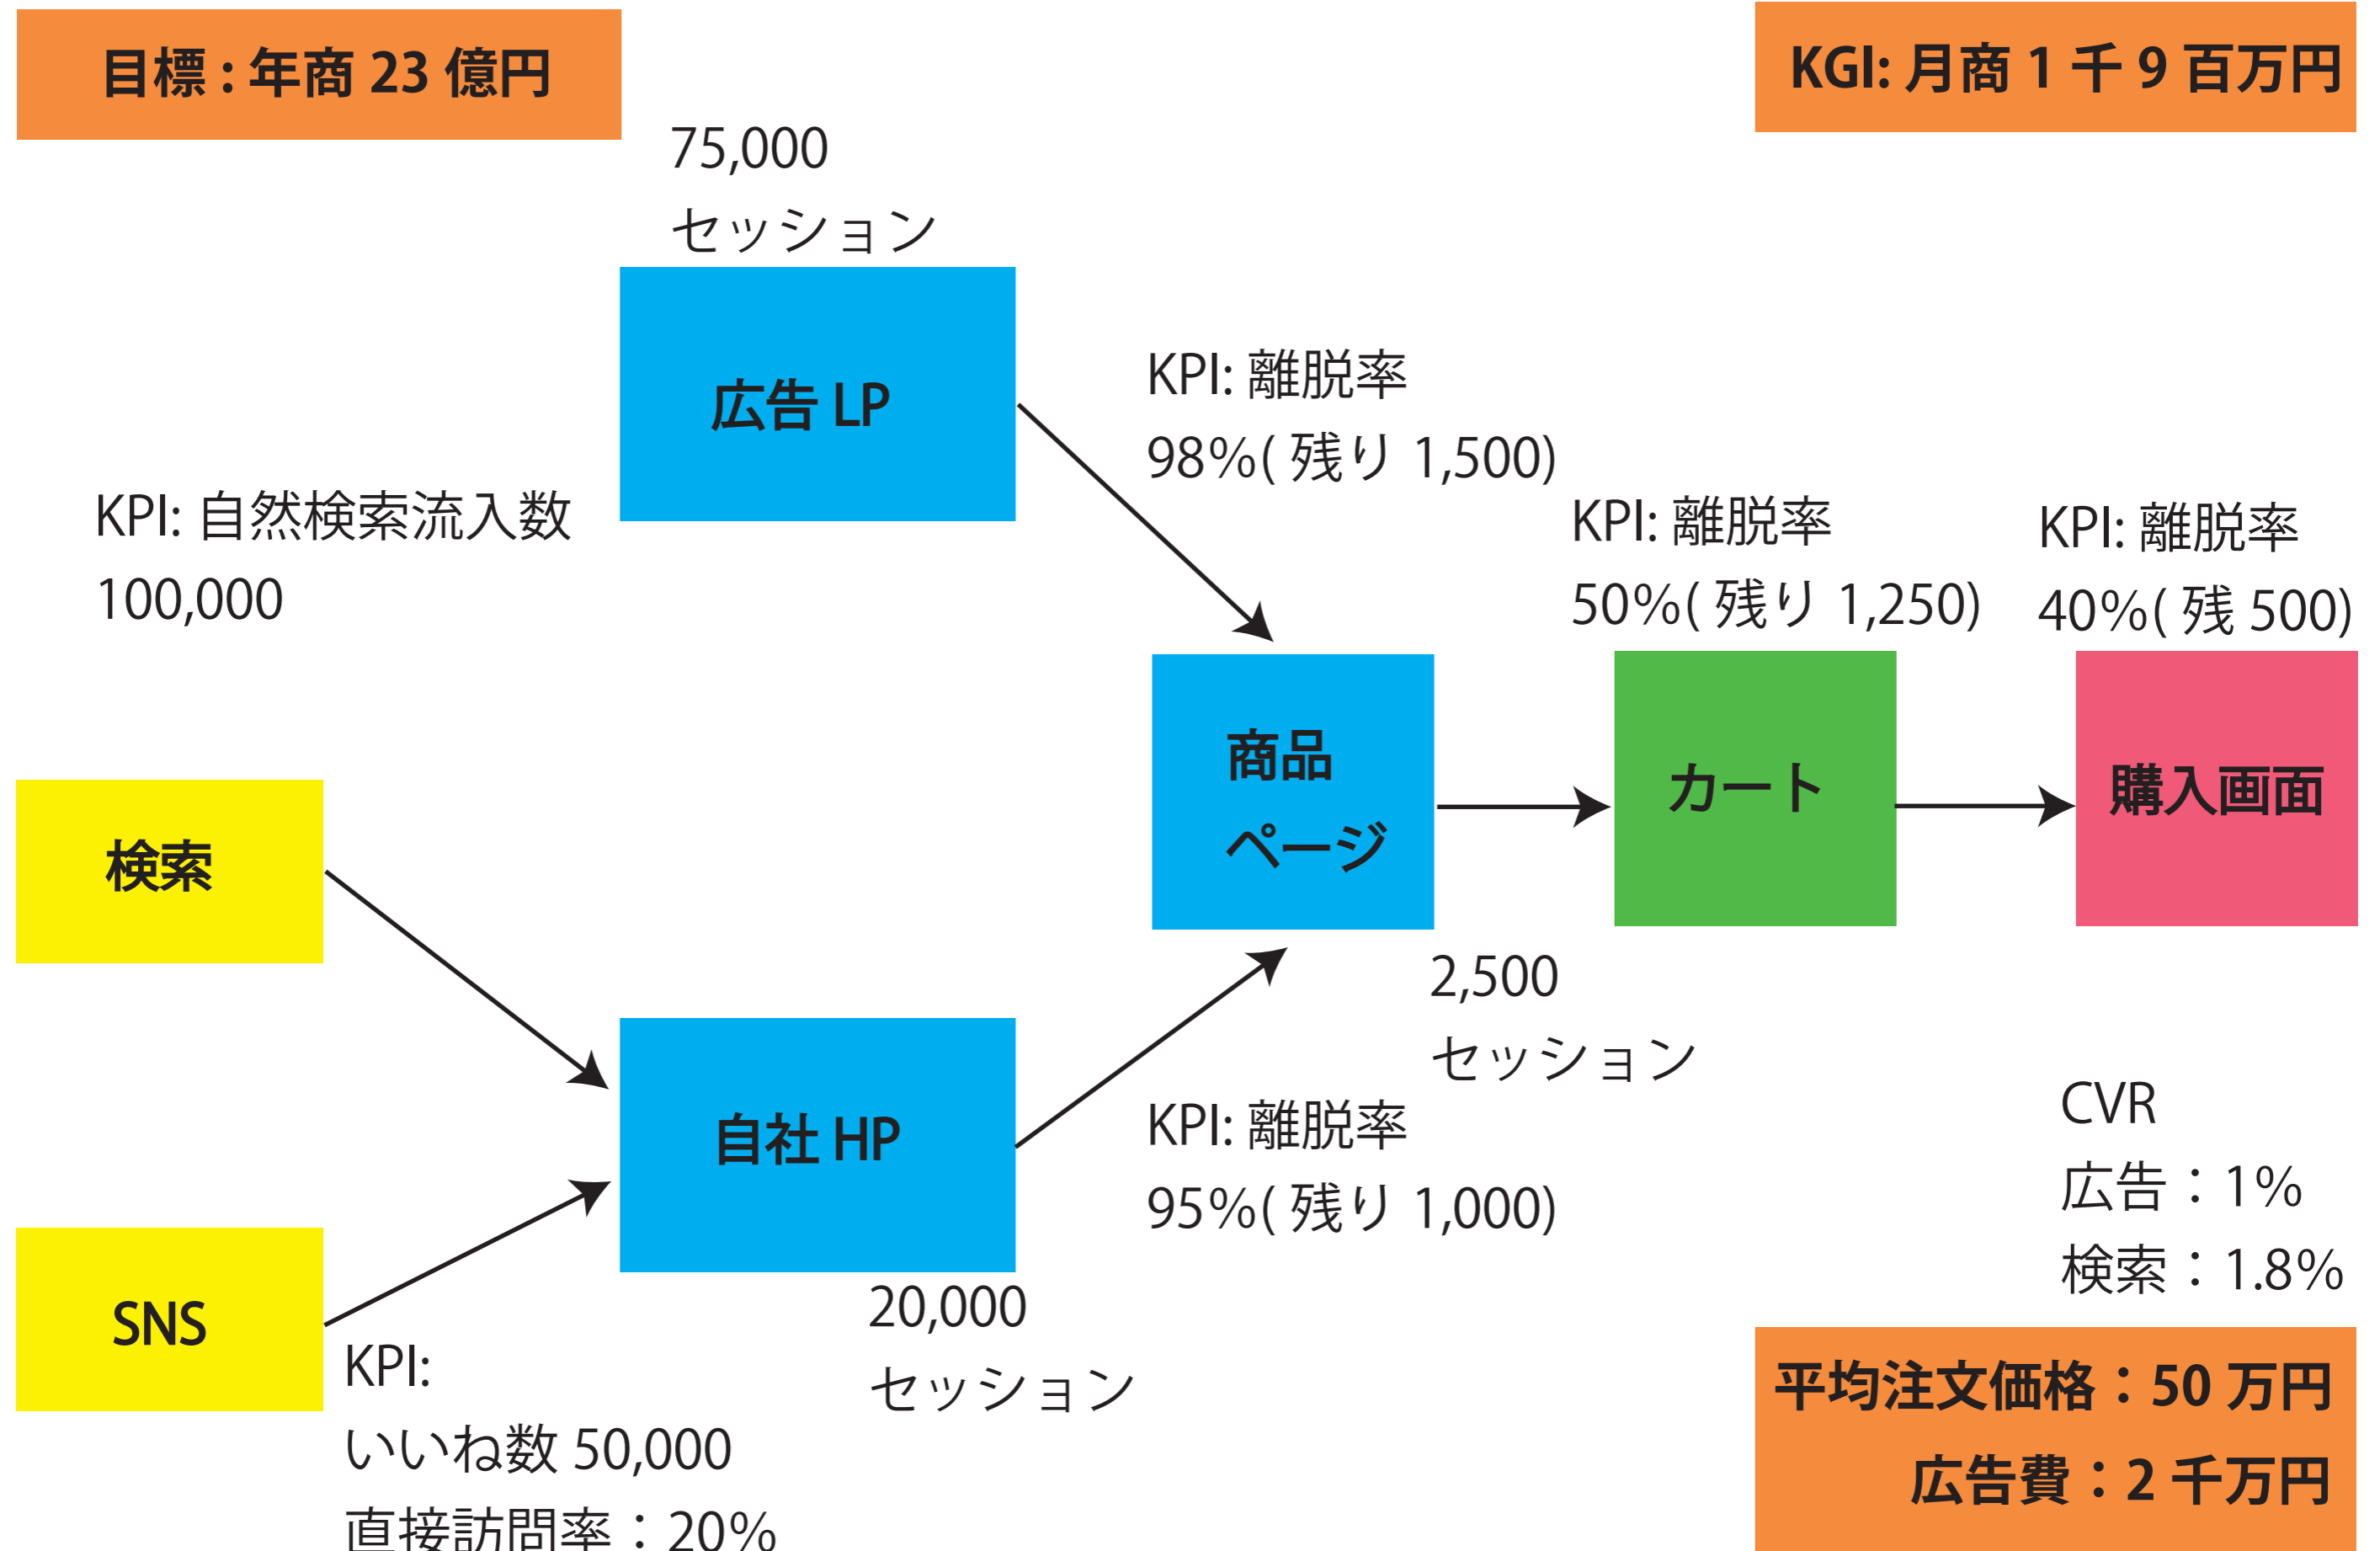 目標 : 年商 23 億円
KGI: 月商 1 千 9 百万円
75,000
セッション
広告 LP
KPI: 離脱率
98%( 残り 1,500)
KPI: 自然検索流入数
100,000
KPI: 離脱率
50%( 残り 1,250)
KPI: 離脱率
40%( 残 500)
商品
ページ
カート
購入画面
検索
2,500
セッション
自社 HP
KPI: 離脱率
95%( 残り 1,000)
CVR
広告：1%
検索：1.8%
SNS
20,000
セッション
KPI:
いいね数 50,000
直接訪問率：20%
平均注文価格：50 万円
広告費：2 千万円